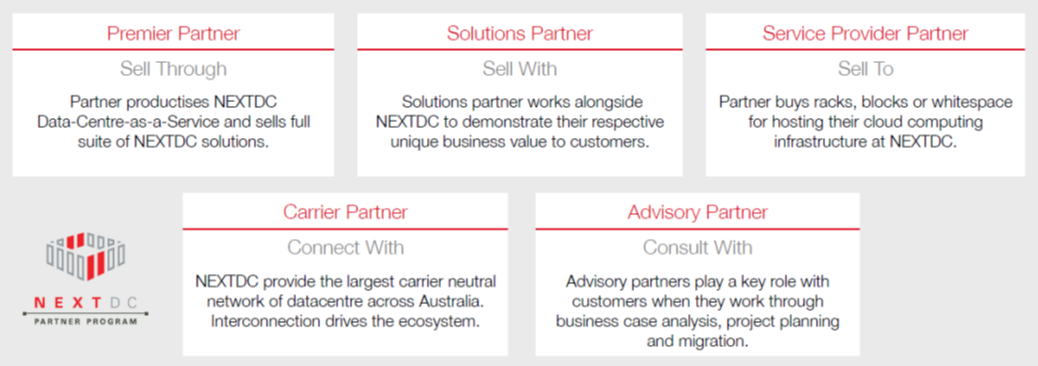 Premier Partner
Sell Through
Partner productises NEXTDC
Data-Centre-as-a-Service and sells full
suite of NEXTDC solutions.
Solutions Partner
Sell With
Solutions partner works alongside
NEXTDC to demonstrate their respective
unique business value to customers.
Service Provider Partner
Sell To
Partner buys racks, blocks or whitespace
for hosting their cloud computing
infrastructure at NEXTDC.
NEXTDC
PARTNER PROGRAM
Carrier Partner
Connect With
NEXTDC provide the largest carrier neutral
network of datacentre across Australia.
Interconnection drives the ecosystem.
Advisory Partner
Consult With
Advisory partners play a key role with
customers when they work through
business case analysis, project planning
and migration.